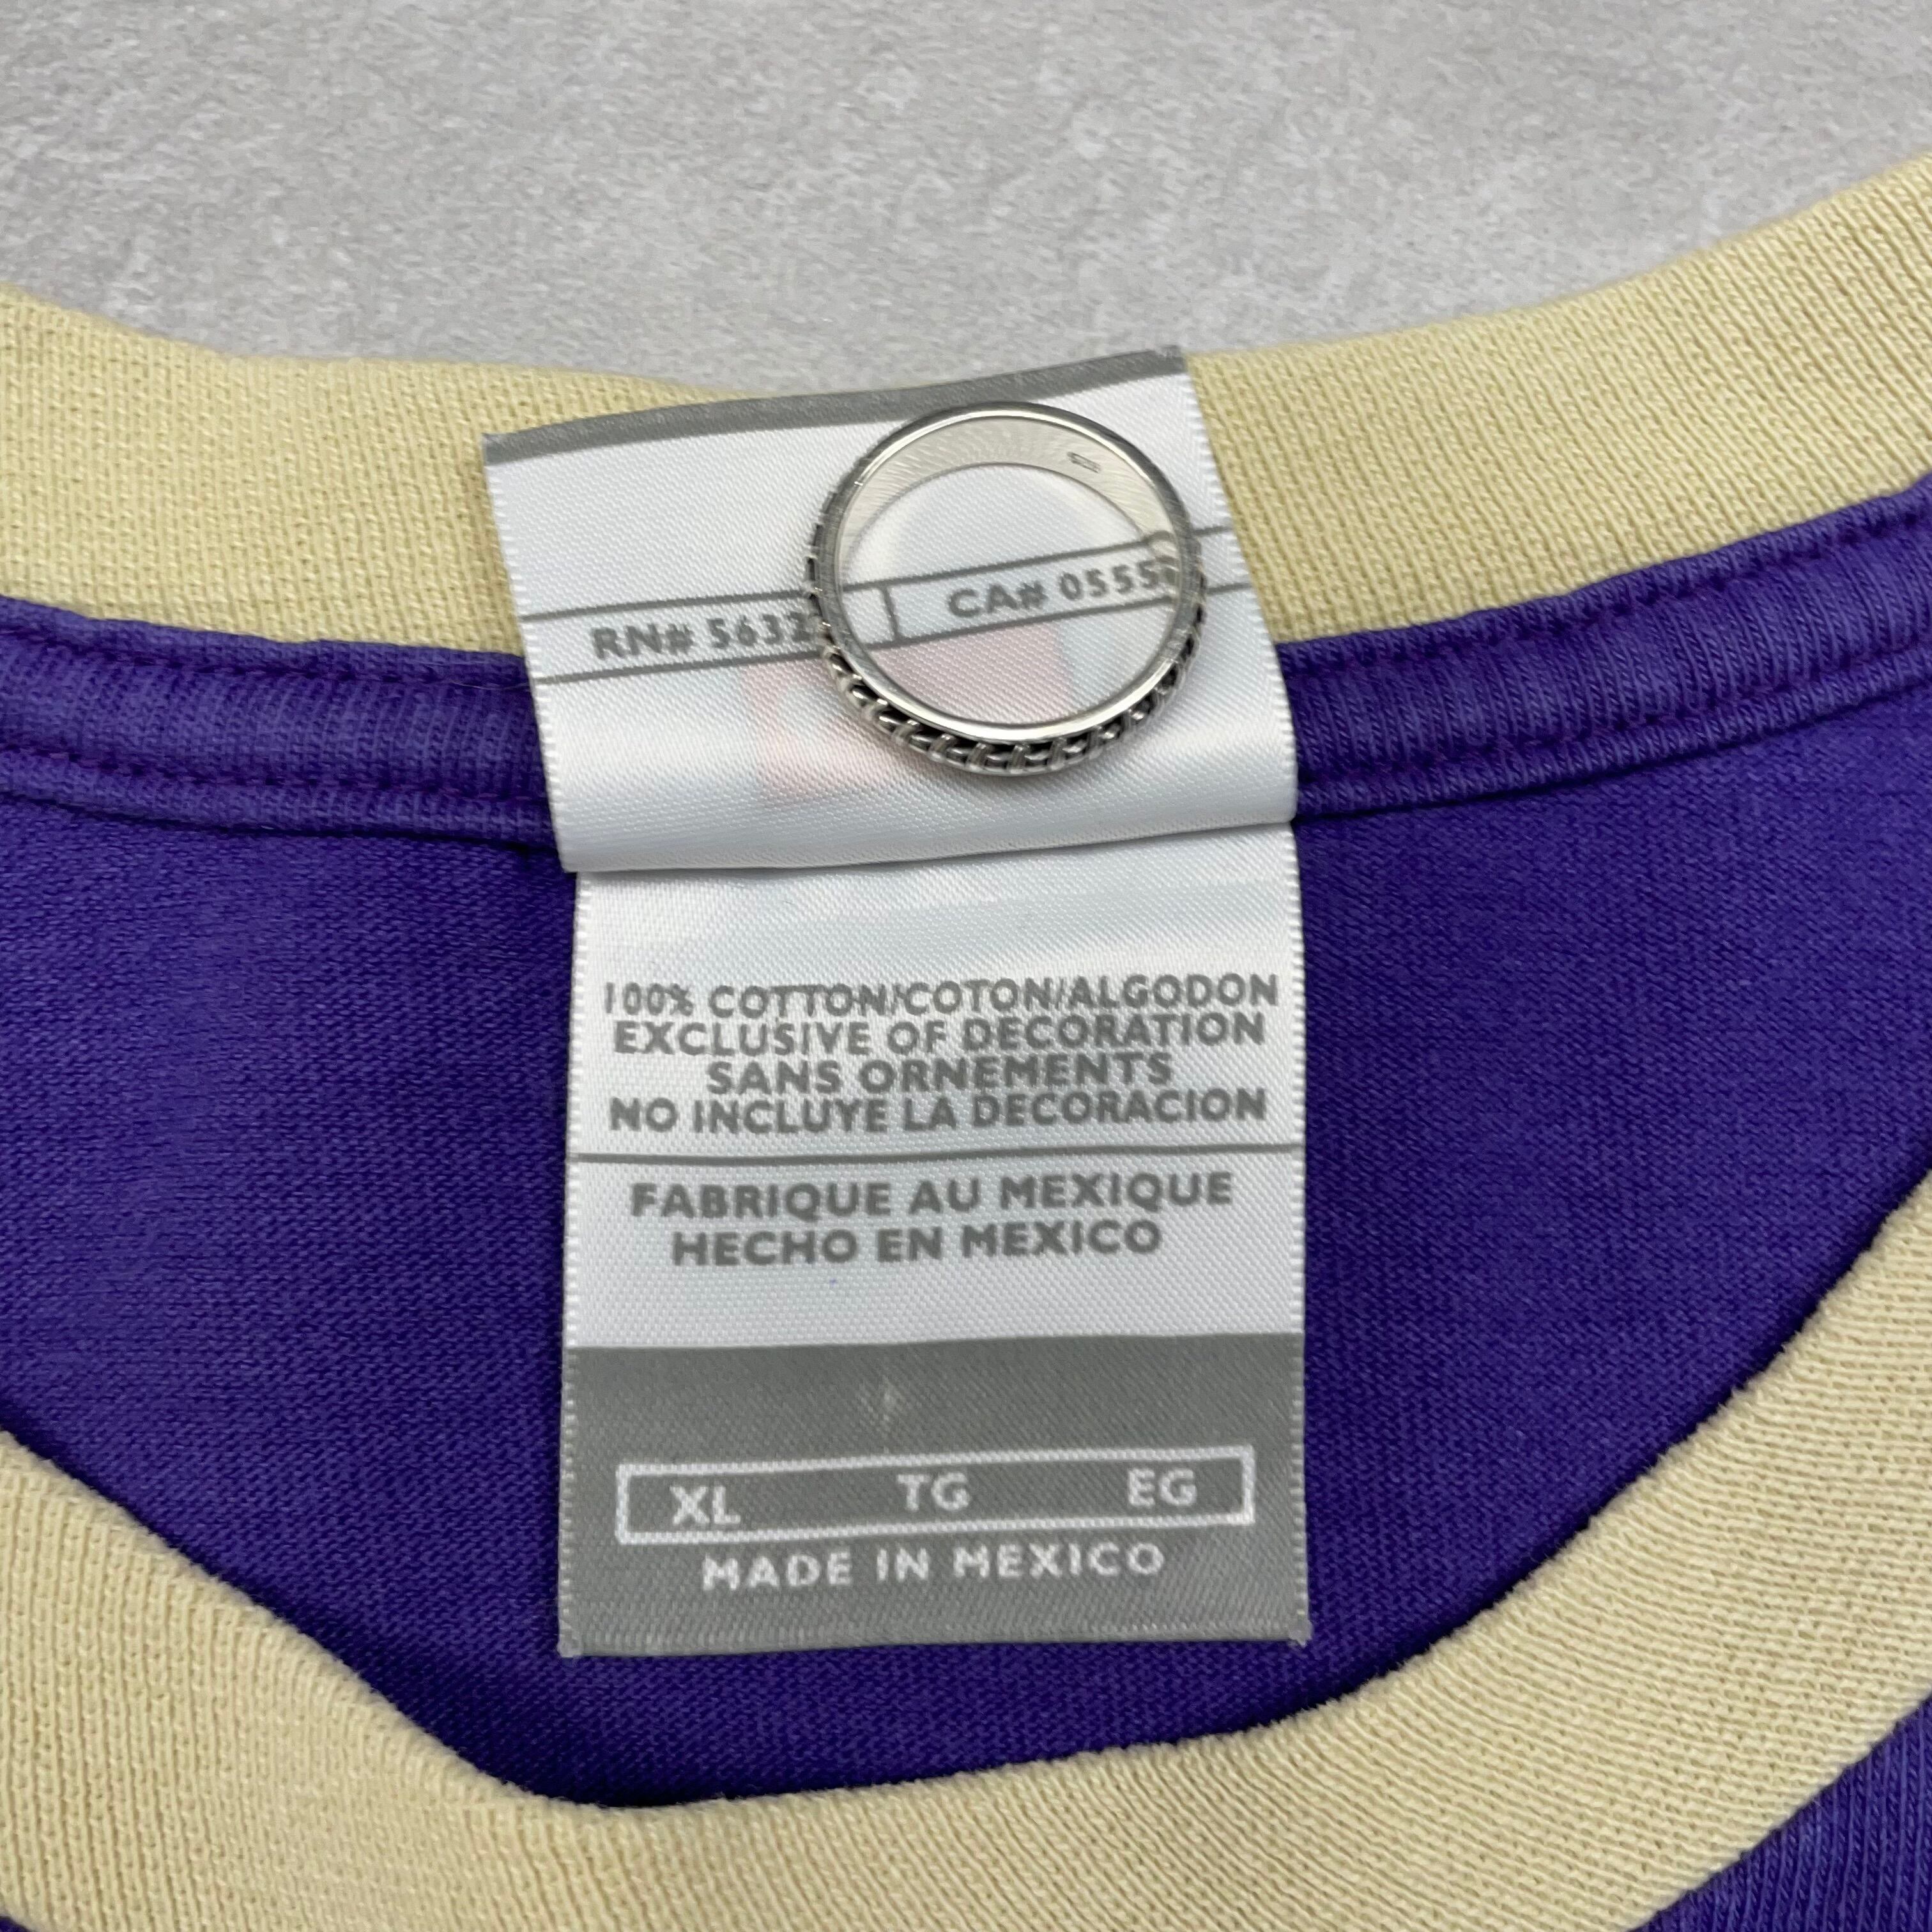 RN# 5632
CA# 0555
100% COTTON/COTON/ALGODON
EXCLUSIVE OF DECORATION
SANS ORNEMENTS
NO INCLUYE LA DECORACION
FABRIQUE AU MEXIQUE
HECHO EN MEXICO
XL TG EG
MADE IN MEXICO